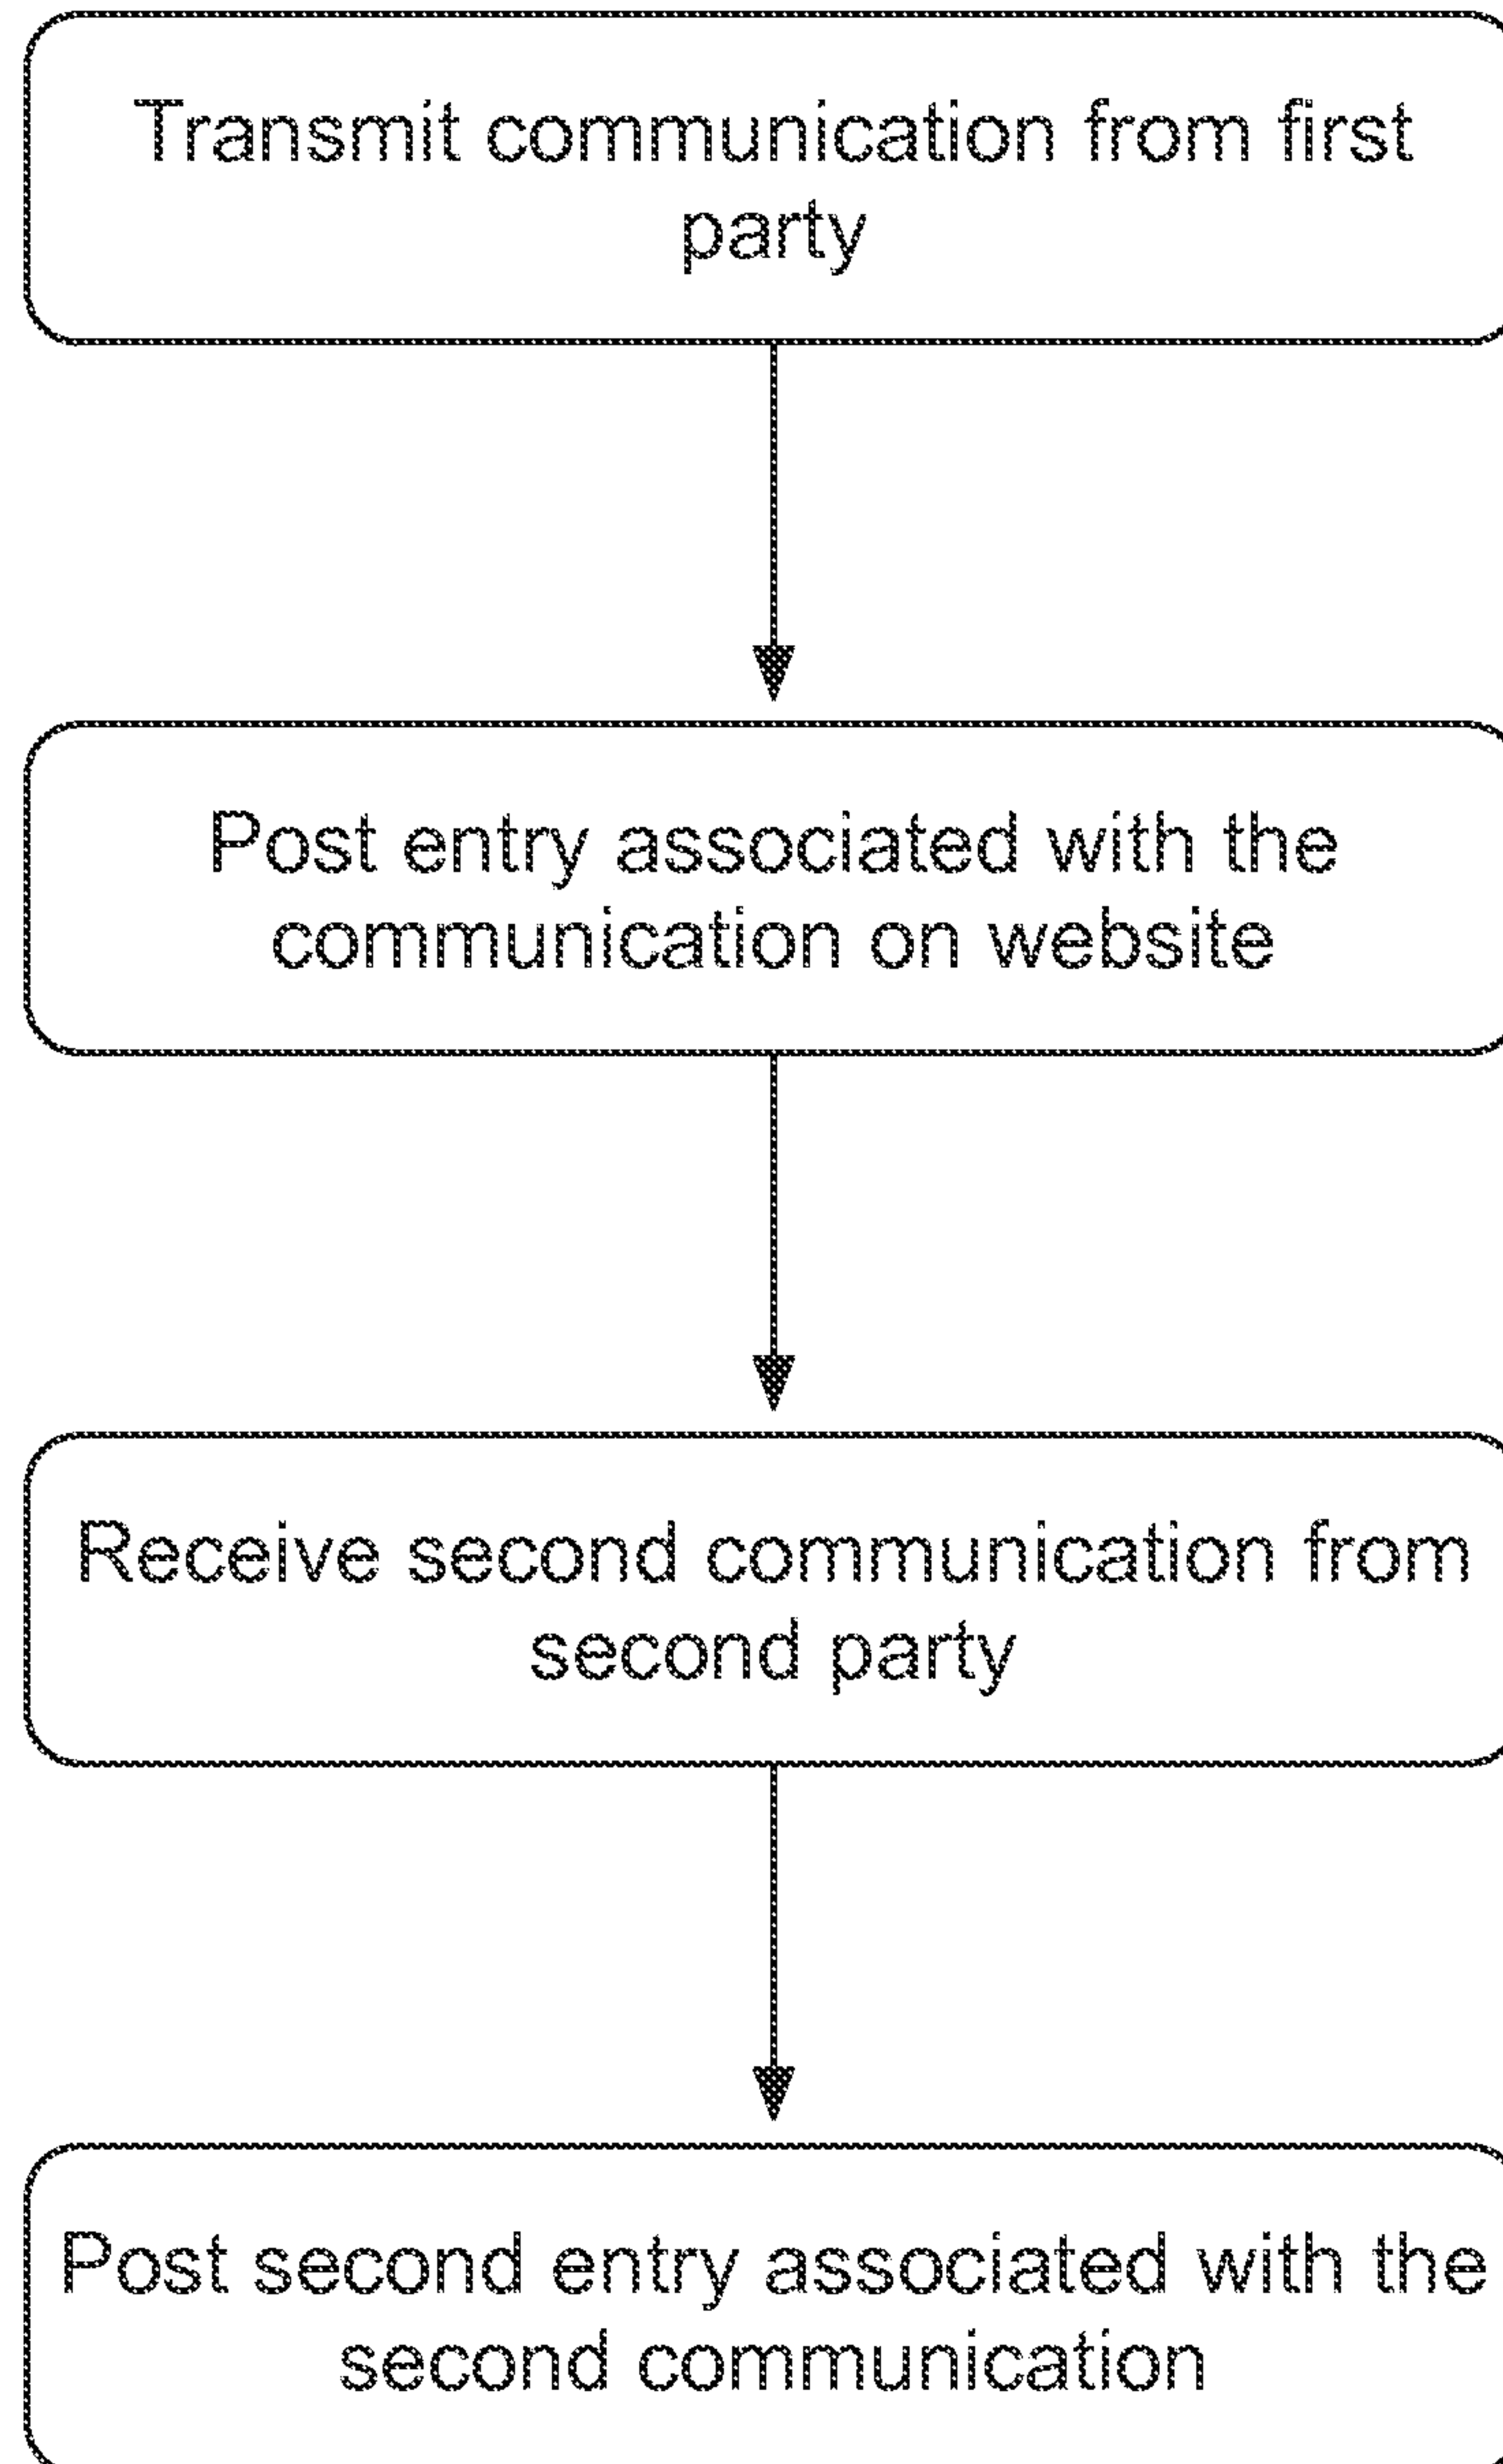 Transmit communication from first
party
Post entry associated with the
communication on website
Receive second communication from
second party
Post second entry associated with the
second communication